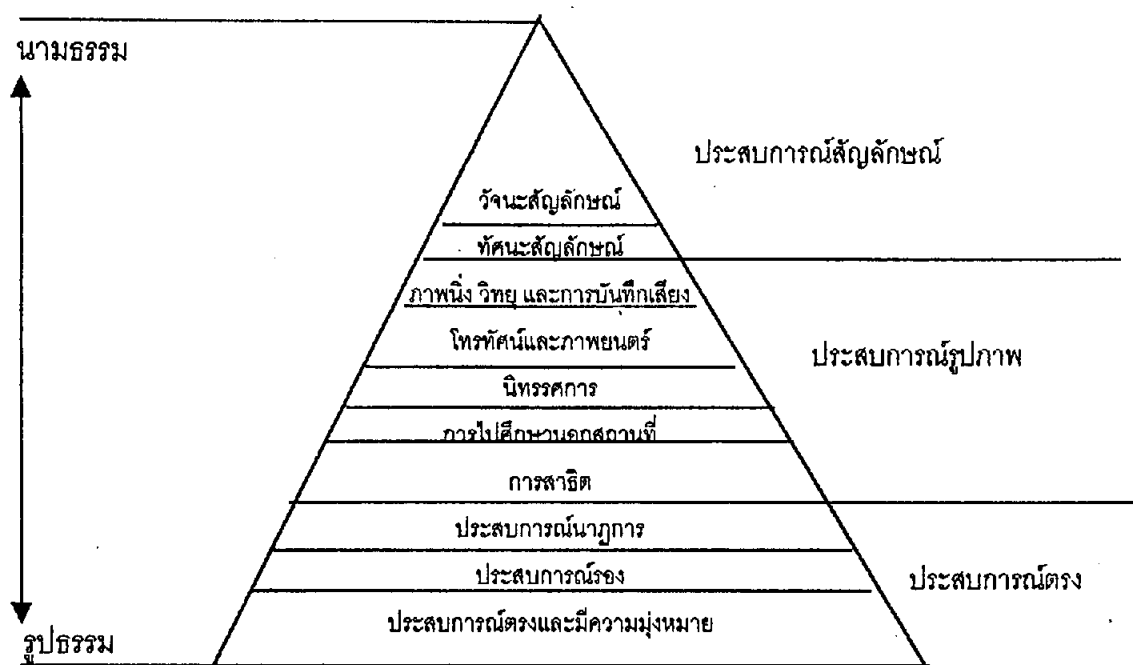 นามธรรม
ประสบการณ์สัญลักษณ์
วัจนะสัญลักษณ์
ทัศนะสัญลักษณ์
ภาพนิ่ง วิทยุ และการบันทึกเสียง
โทรทัศน์และภาพยนตร์
ประสบการณ์รูปภาพ
นิทรรศการ
การไปศึกษานอกสถานที่
การสาธิต
ประสบการณ์นาฏการ
ประสบการณ์รอง
ประสบการณ์ตรง
ประสบการณ์ตรงและมีความมุ่งหมาย
รูปธรรม